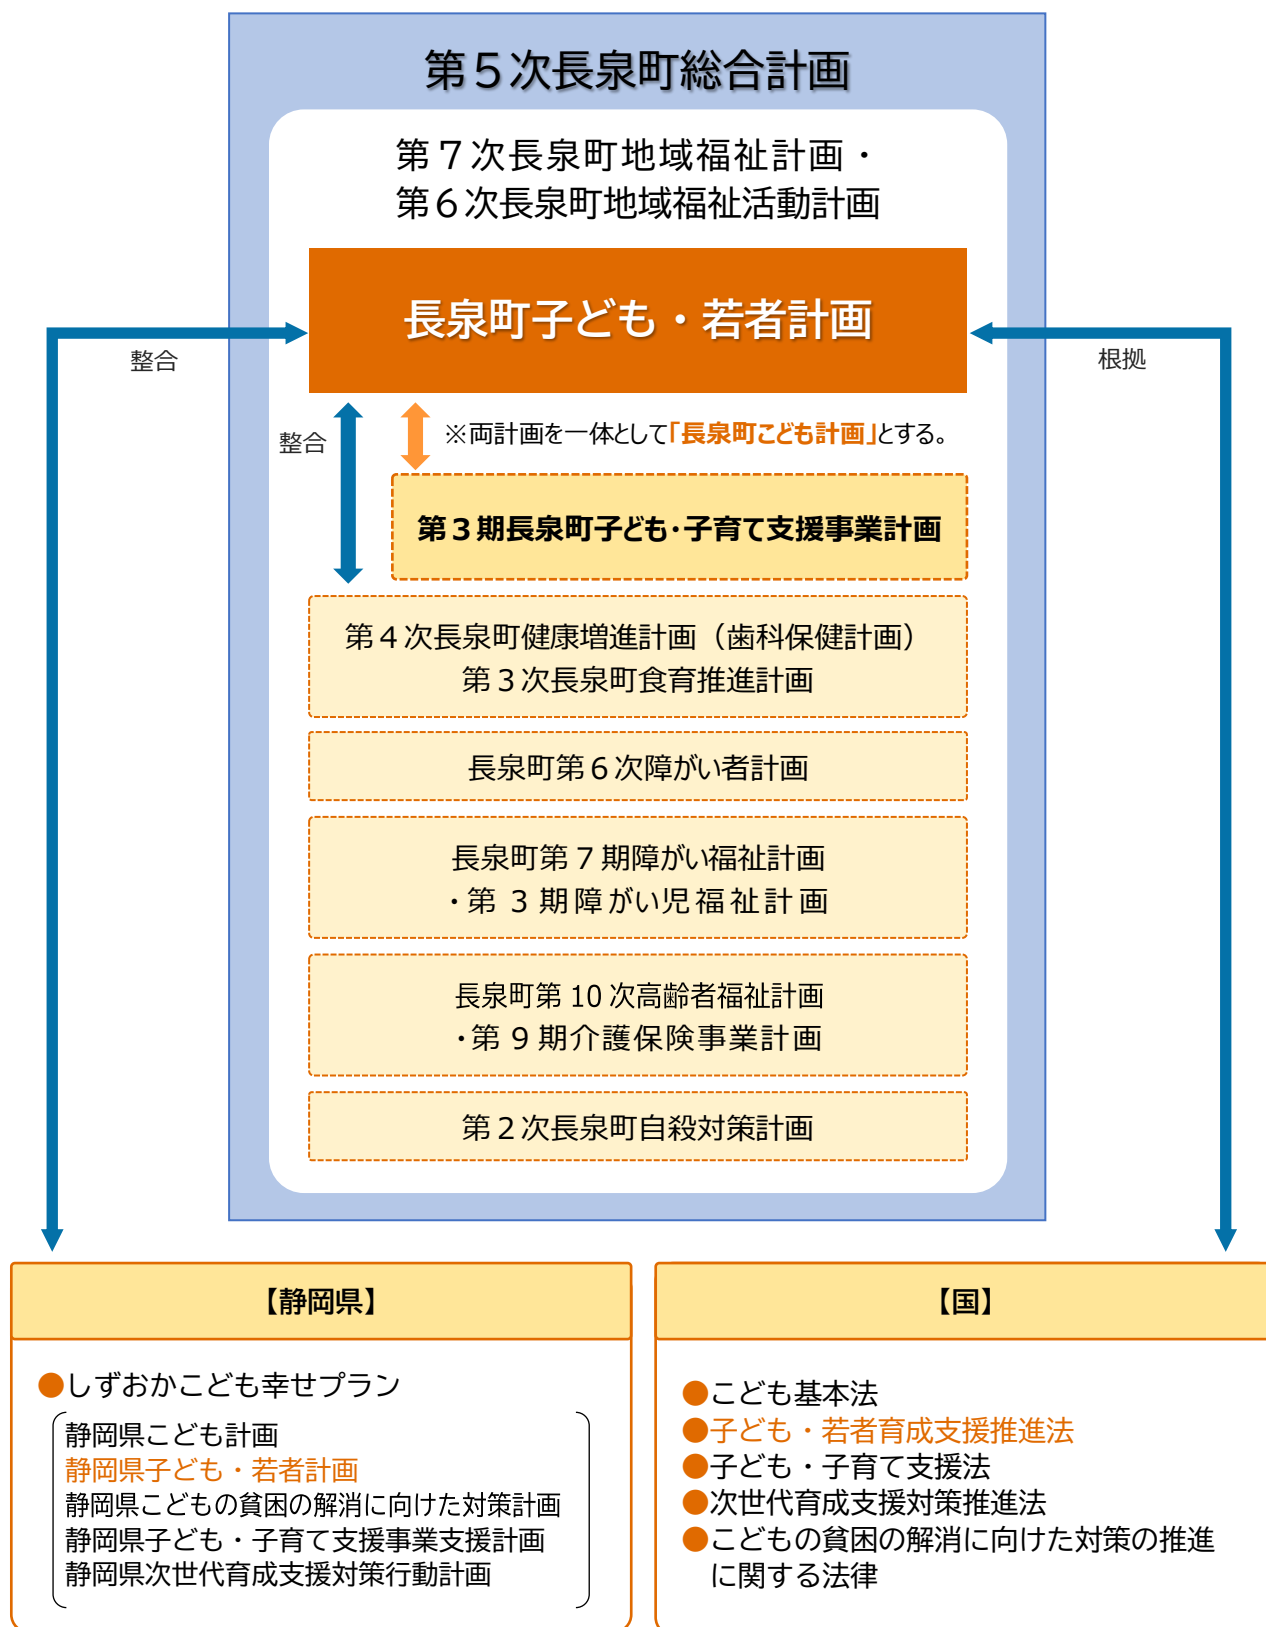 第５次長泉町総合計画
第７次長泉町地域福祉計画・
第６次長泉町地域福祉活動計画
長泉町子ども・若者計画
整合
根拠
整合
※両計画を一体として「長泉町こども計画」とする。
第３期長泉町子ども・子育て支援事業計画
第４次長泉町健康増進計画（歯科保健計画）
第３次長泉町食育推進計画
長泉町第６次障がい者計画
長泉町第７期障がい福祉計画
・第３期障がい児福祉計画
長泉町第 10 次高齢者福祉計画
・第９期介護保険事業計画
第２次長泉町自殺対策計画
【静岡県】
●しずおかこども幸せプラン
静岡県こども計画
静岡県子ども・若者計画
静岡県こどもの貧困の解消に向けた対策計画
静岡県子ども・子育て支援事業支援計画
静岡県次世代育成支援対策行動計画
【国】
●こども基本法
●子ども・若者育成支援推進法
●子ども・子育て支援法
●次世代育成支援対策推進法
●こどもの貧困の解消に向けた対策の推進
に関する法律